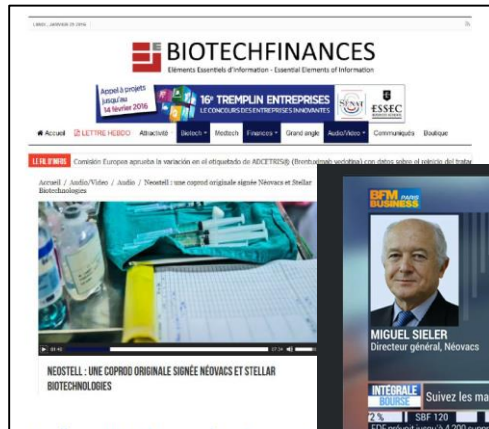 BIOTECHFINANCES
Eléments Essentiels d'Information - Essential Elements of Information
Appel à projets
jusqu'au
14 février 2016
16e TREMPLIN ENTREPRISES
LE CONCOURS DES ENTREPRISES INNOVANTES
SÉNAT
ESSEC
Accueil LETTRE HEBDO Attractivité Biotech Medtech Finances Grand angle Audio/Video Communiqués Boutique
LE FIL D'INFOS Comisión Europea aprueba la variación en el etiquetado de ADCETRIS® (Brentuximab vedotina) con datos sobre el reinicio del
Accueil / Audio/Video / Audio / Neostell : une coprod originale signée Néovacs et Stellar
Biotechnologies
NEOSTELL : UNE COPROD ORIGINALE SIGNÉE NÉOVACS ET STELLAR
BIOTECHNOLOGIES
BFM PARIS
BUSINESS
MIGUEL SIELER
Directeur général, Néovacs
INTÉGRALE
BOURSE
Suivez les ma
2% SBF 120